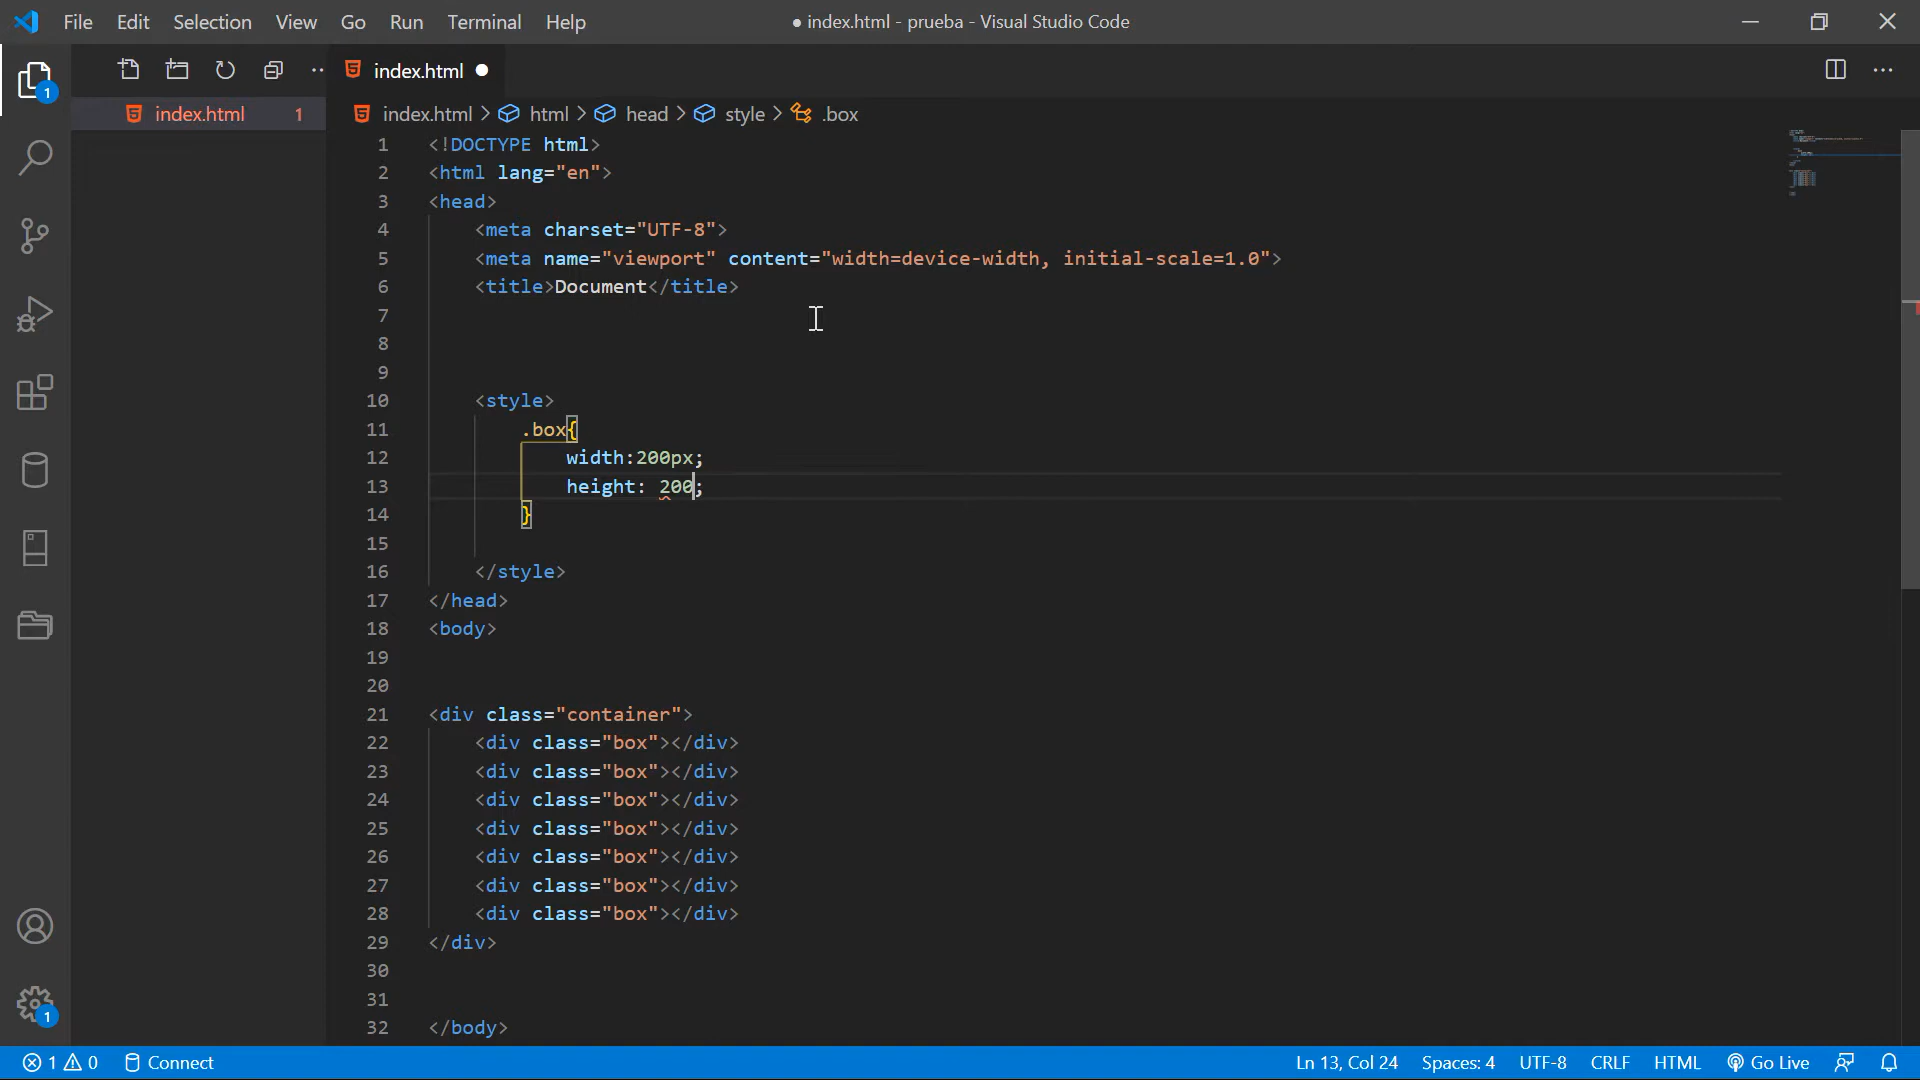 File Edit Selection View Go Run Terminal Help ● index.html - prueba - Visual Studio Code
index.html ●
index.html 1
index.html > html > head > style > .box
1 <!DOCTYPE html>
2 <html lang="en">
3 <head>
4 <meta charset="UTF-8">
5 <meta name="viewport" content="width=device-width, initial-scale=1.0">
6 <title>Document</title>
7
8
9
10 <style>
11 .box{
12 width:200px;
13 height: 200;
14 }
15
16 </style>
17 </head>
18 <body>
19
20
21 <div class="container">
22 <div class="box"></div>
23 <div class="box"></div>
24 <div class="box"></div>
25 <div class="box"></div>
26 <div class="box"></div>
27 <div class="box"></div>
28 <div class="box"></div>
29 </div>
30
31
32 </body>
1
1
1 0 Connect Ln 13, Col 24 Spaces: 4 UTF-8 CRLF HTML Go Live